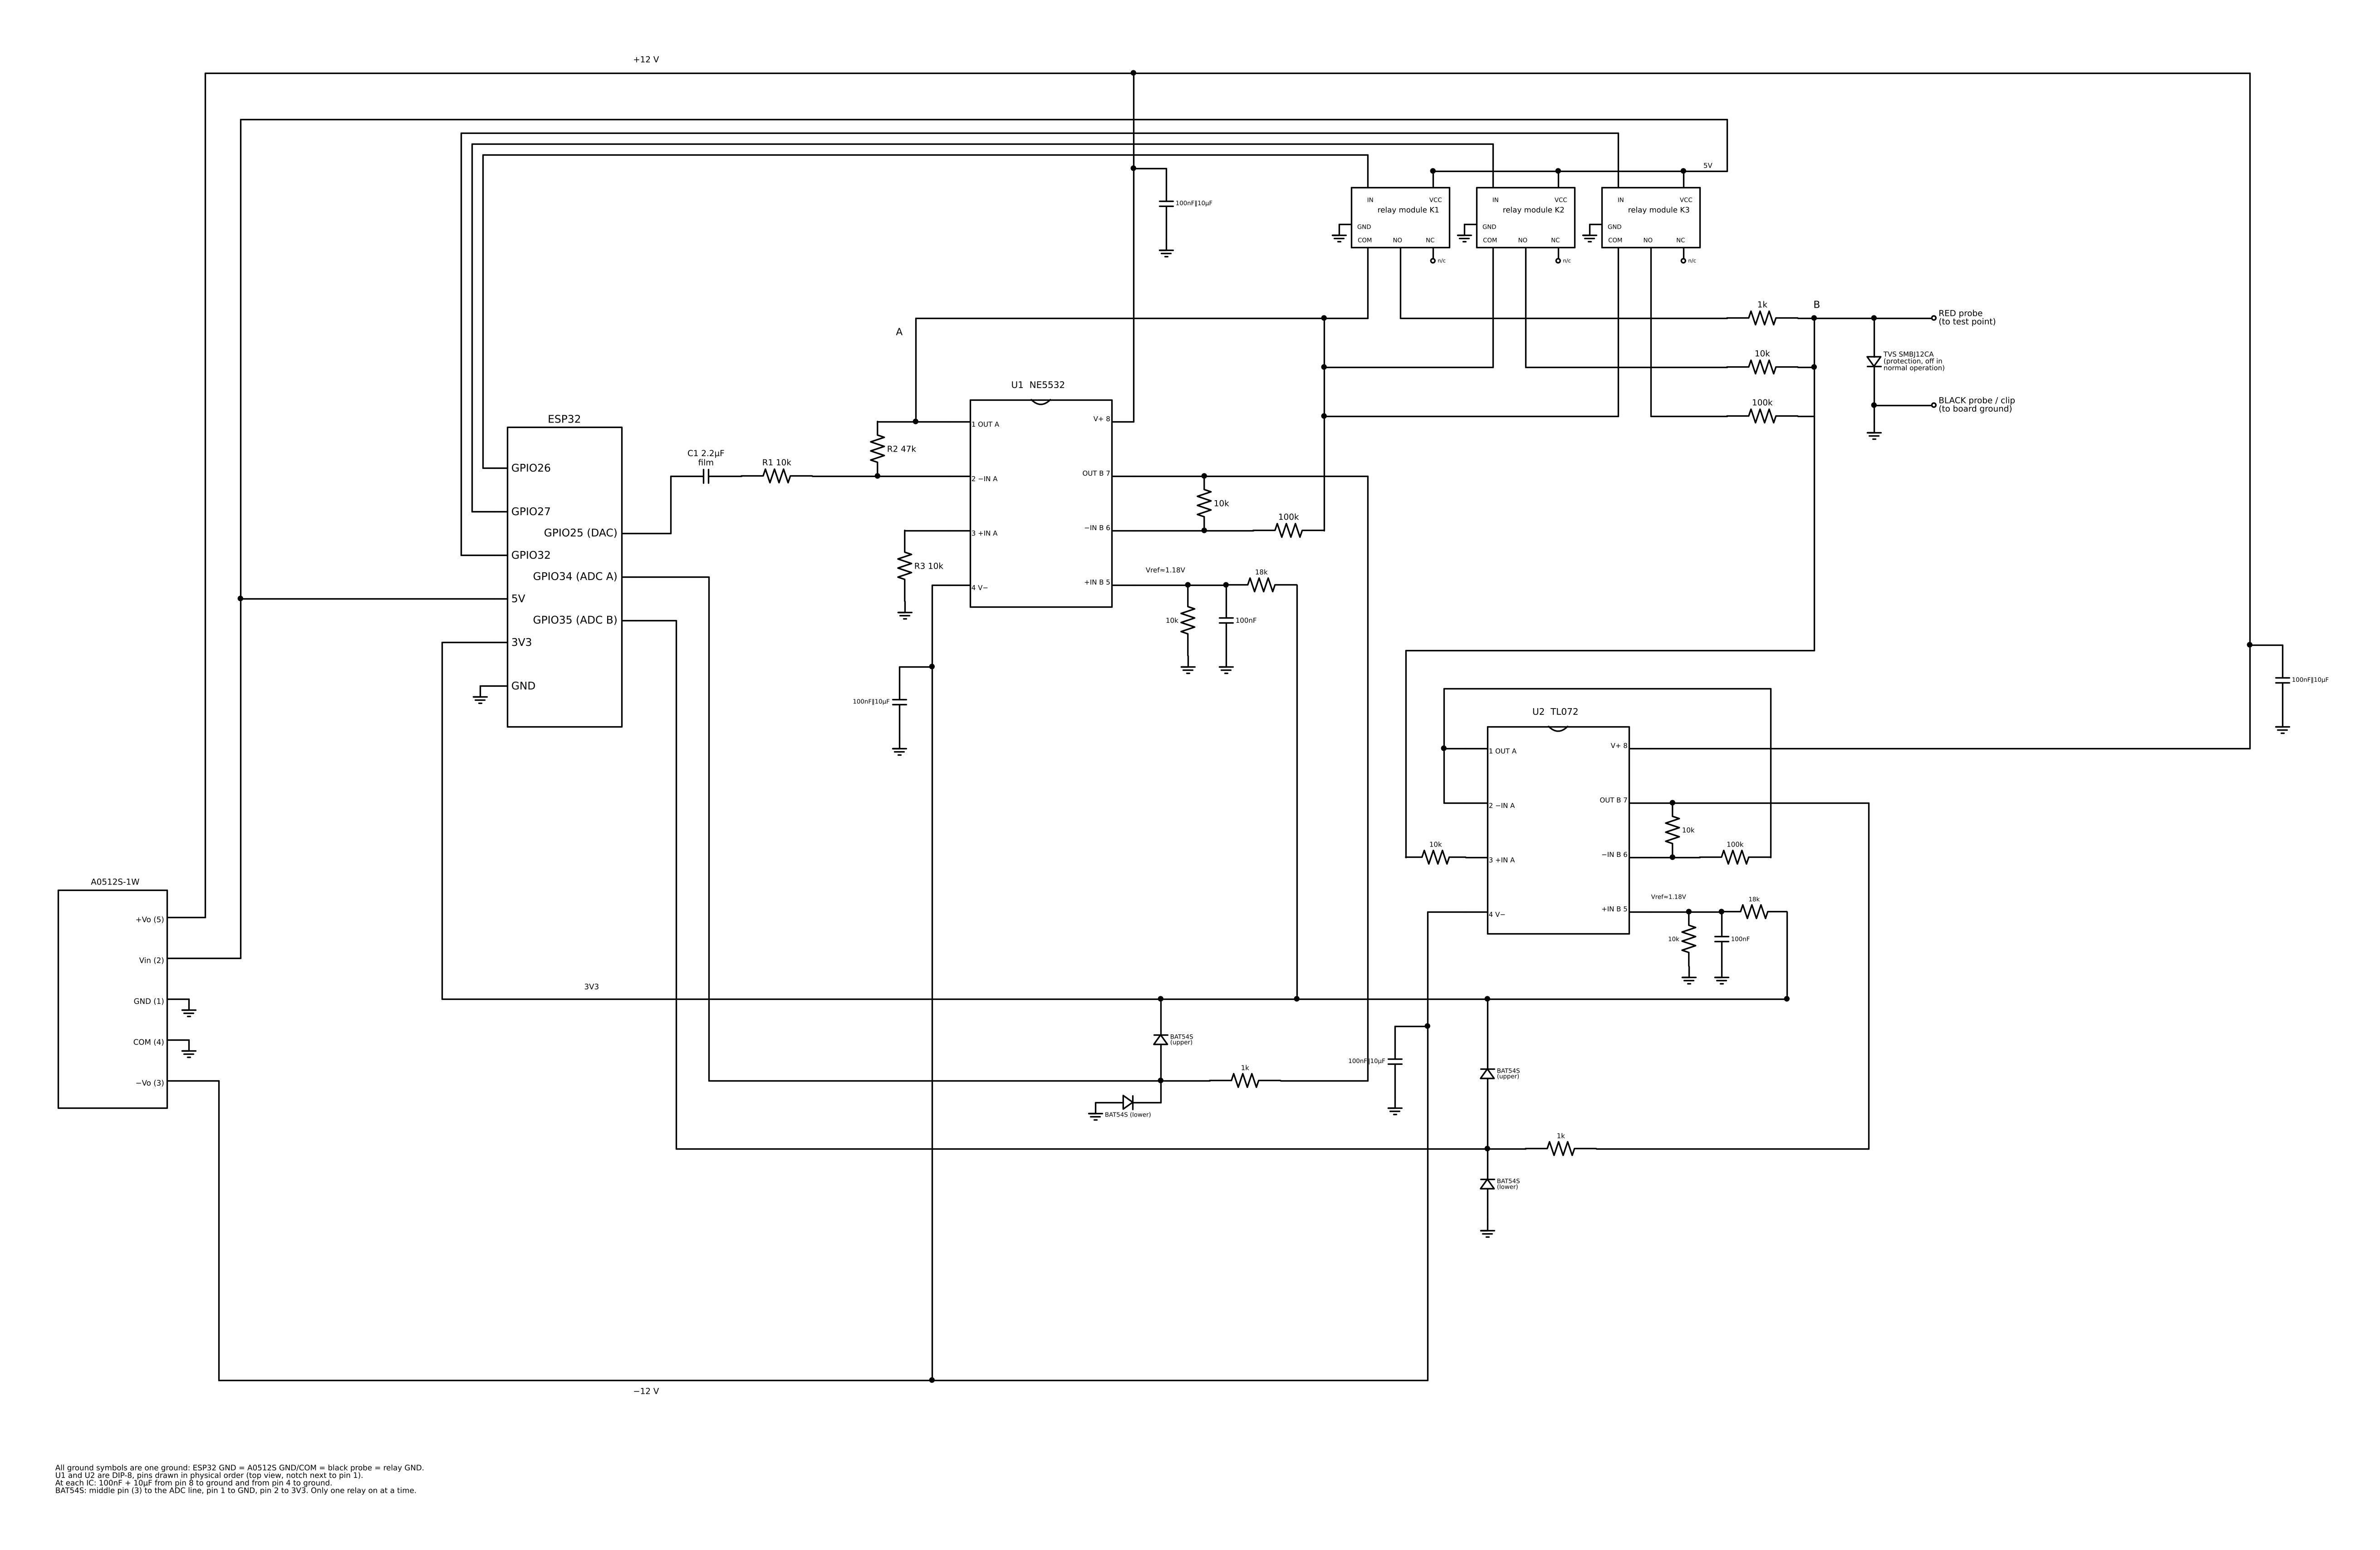 +12 V
5V
100nF‖10µF
IN
VCC
relay module K1
GND
COM
NO
NC
n/c
IN
VCC
relay module K2
GND
COM
NO
NC
n/c
IN
VCC
relay module K3
GND
COM
NO
NC
n/c
A
1k
B
RED probe
(to test point)
10k
TVS SMBJ12CA
(protection, off in
normal operation)
100k
BLACK probe / clip
(to board ground)
ESP32
GPIO26
GPIO27
GPIO25 (DAC)
GPIO32
GPIO34 (ADC A)
5V
GPIO35 (ADC B)
3V3
GND
C1 2.2µF
film
R1 10k
R2 47k
R3 10k
U1 NE5532
1 OUT A
V+ 8
2 −IN A
OUT B 7
3 +IN A
−IN B 6
4 V−
+IN B 5
10k
100k
Vref≈1.18V
18k
10k
100nF
100nF‖10µF
100nF‖10µF
U2 TL072
1 OUT A
V+ 8
2 −IN A
OUT B 7
3 +IN A
−IN B 6
4 V−
+IN B 5
10k
10k
100k
Vref≈1.18V
18k
10k
100nF
A0512S-1W
+Vo (5)
Vin (2)
GND (1)
COM (4)
−Vo (3)
3V3
BAT54S
(upper)
1k
BAT54S (lower)
100nF‖10µF
BAT54S
(upper)
1k
BAT54S
(lower)
−12 V
All ground symbols are one ground: ESP32 GND = A0512S GND/COM = black probe = relay GND.
U1 and U2 are DIP-8, pins drawn in physical order (top view, notch next to pin 1).
At each IC: 100nF + 10µF from pin 8 to ground and from pin 4 to ground.
BAT54S: middle pin (3) to the ADC line, pin 1 to GND, pin 2 to 3V3. Only one relay on at a time.